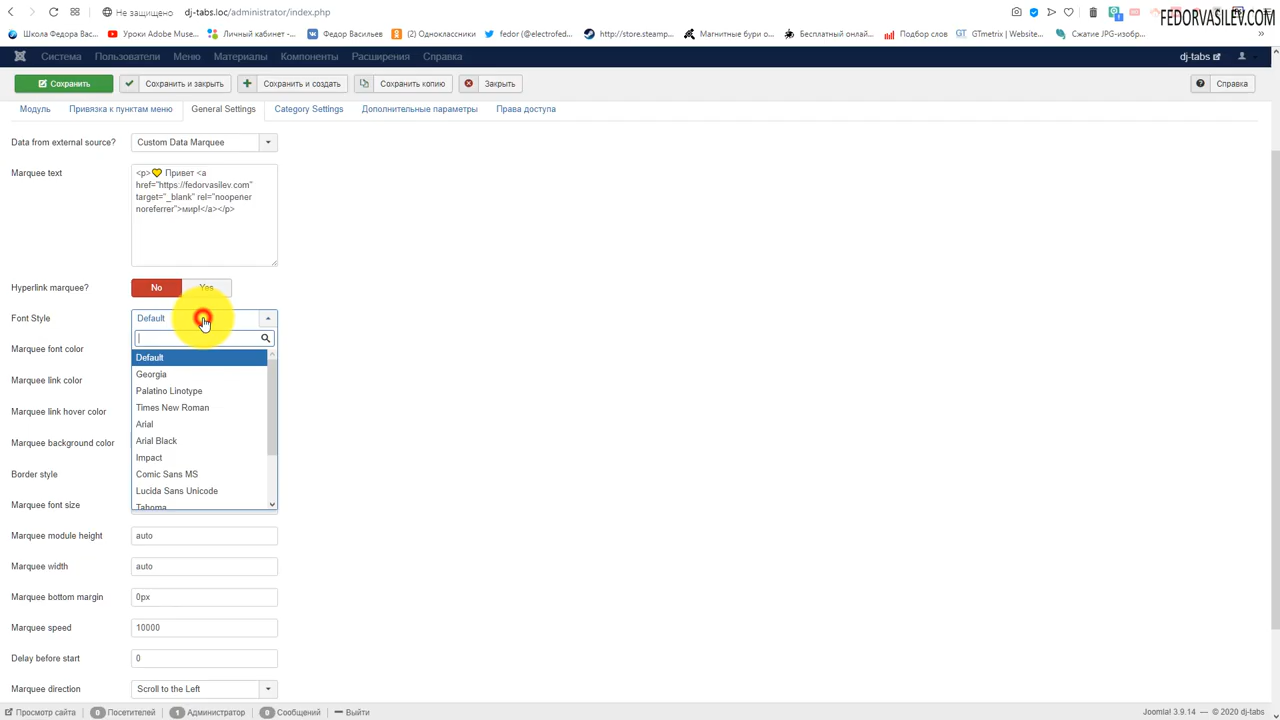 Не защищено dj-tabs.loc/administrator/index.php
FEDORVASILEV.COM
Школа Федора Вас... Уроки Adobe Muse... Личный кабинет -... Федор Васильев (2) Одноклассники fedor (@electrofed... http://store.steamp... Магнитные бури о... Бесплатный онлай... Подбор слов GTmetrix | Website... Сжатие JPG-изобр... »
Система Пользователи Меню Материалы Компоненты Расширения Справка dj-tabs
Сохранить Сохранить и закрыть Сохранить и создать Сохранить копию Закрыть Справка
Модуль Привязка к пунктам меню General Settings Category Settings Дополнительные параметры Права доступа
Data from external source? Custom Data Marquee
Marquee text <p>💛 Привет <a
href="https://fedorvasilev.com"
target="_blank" rel="noopener
noreferrer">мир!</a></p>
Hyperlink marquee? No Yes
Font Style Default
Marquee font color
Default
Georgia
Marquee link color
Palatino Linotype
Times New Roman
Marquee link hover color
Arial
Arial Black
Marquee background color
Impact
Border style Comic Sans MS
Lucida Sans Unicode
Marquee font size Tahoma
Marquee module height auto
Marquee width auto
Marquee bottom margin 0px
Marquee speed 10000
Delay before start 0
Marquee direction Scroll to the Left
Просмотр сайта 0 Посетителей 1 Администратор 0 Сообщений Выйти Joomla! 3.9.14 — © 2020 dj-tabs